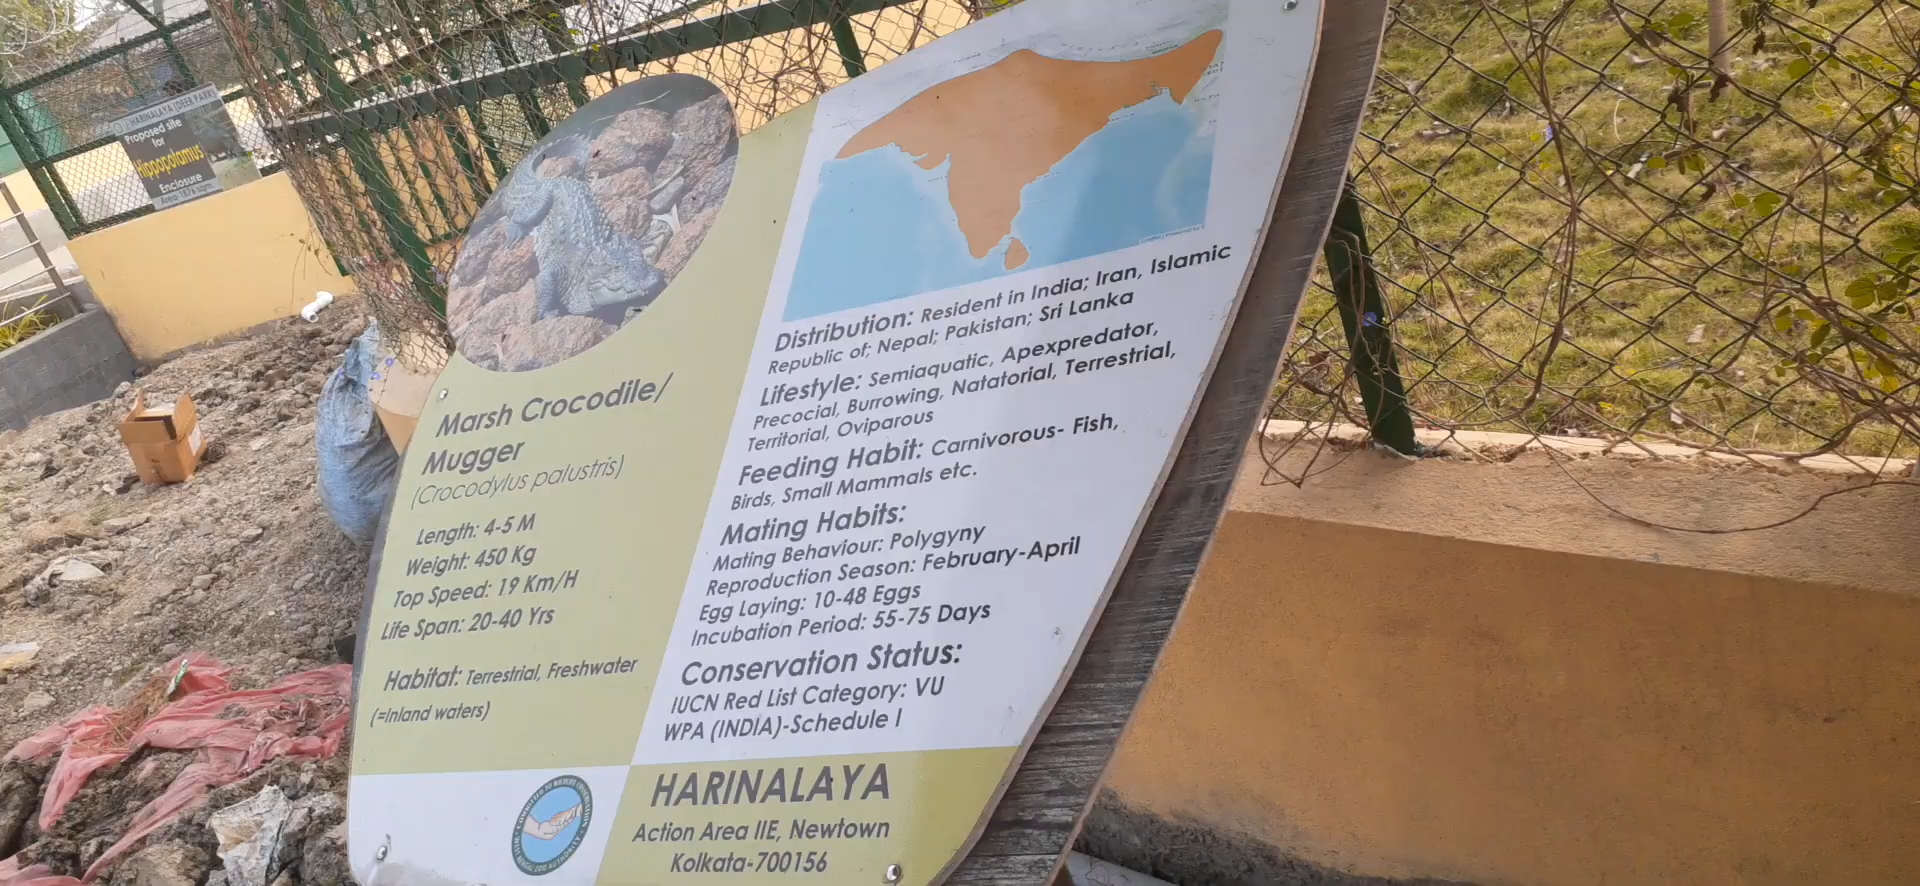 HARINALAYA (DEER PARK)
Proposed site
for
Hippopotamus
Enclosure
Marsh Crocodile/
Mugger
(Crocodylus palustris)
Length: 4-5 M
Weight: 450 Kg
Top Speed: 19 Km/H
Life Span: 20-40 Yrs
Habitat: Terrestrial, Freshwater
(=Inland waters)
Distribution: Resident in India; Iran, Islamic
Republic of; Nepal; Pakistan; Sri Lanka
Lifestyle: Semiaquatic, Apexpredator,
Precocial, Burrowing, Natatorial, Terrestrial,
Territorial, Oviparous
Feeding Habit: Carnivorous- Fish,
Birds, Small Mammals etc.
Mating Habits:
Mating Behaviour: Polygyny
Reproduction Season: February-April
Egg Laying: 10-48 Eggs
Incubation Period: 55-75 Days
Conservation Status:
IUCN Red List Category: VU
WPA (INDIA)-Schedule I
HARINALAYA
Action Area IIE, Newtown
Kolkata-700156